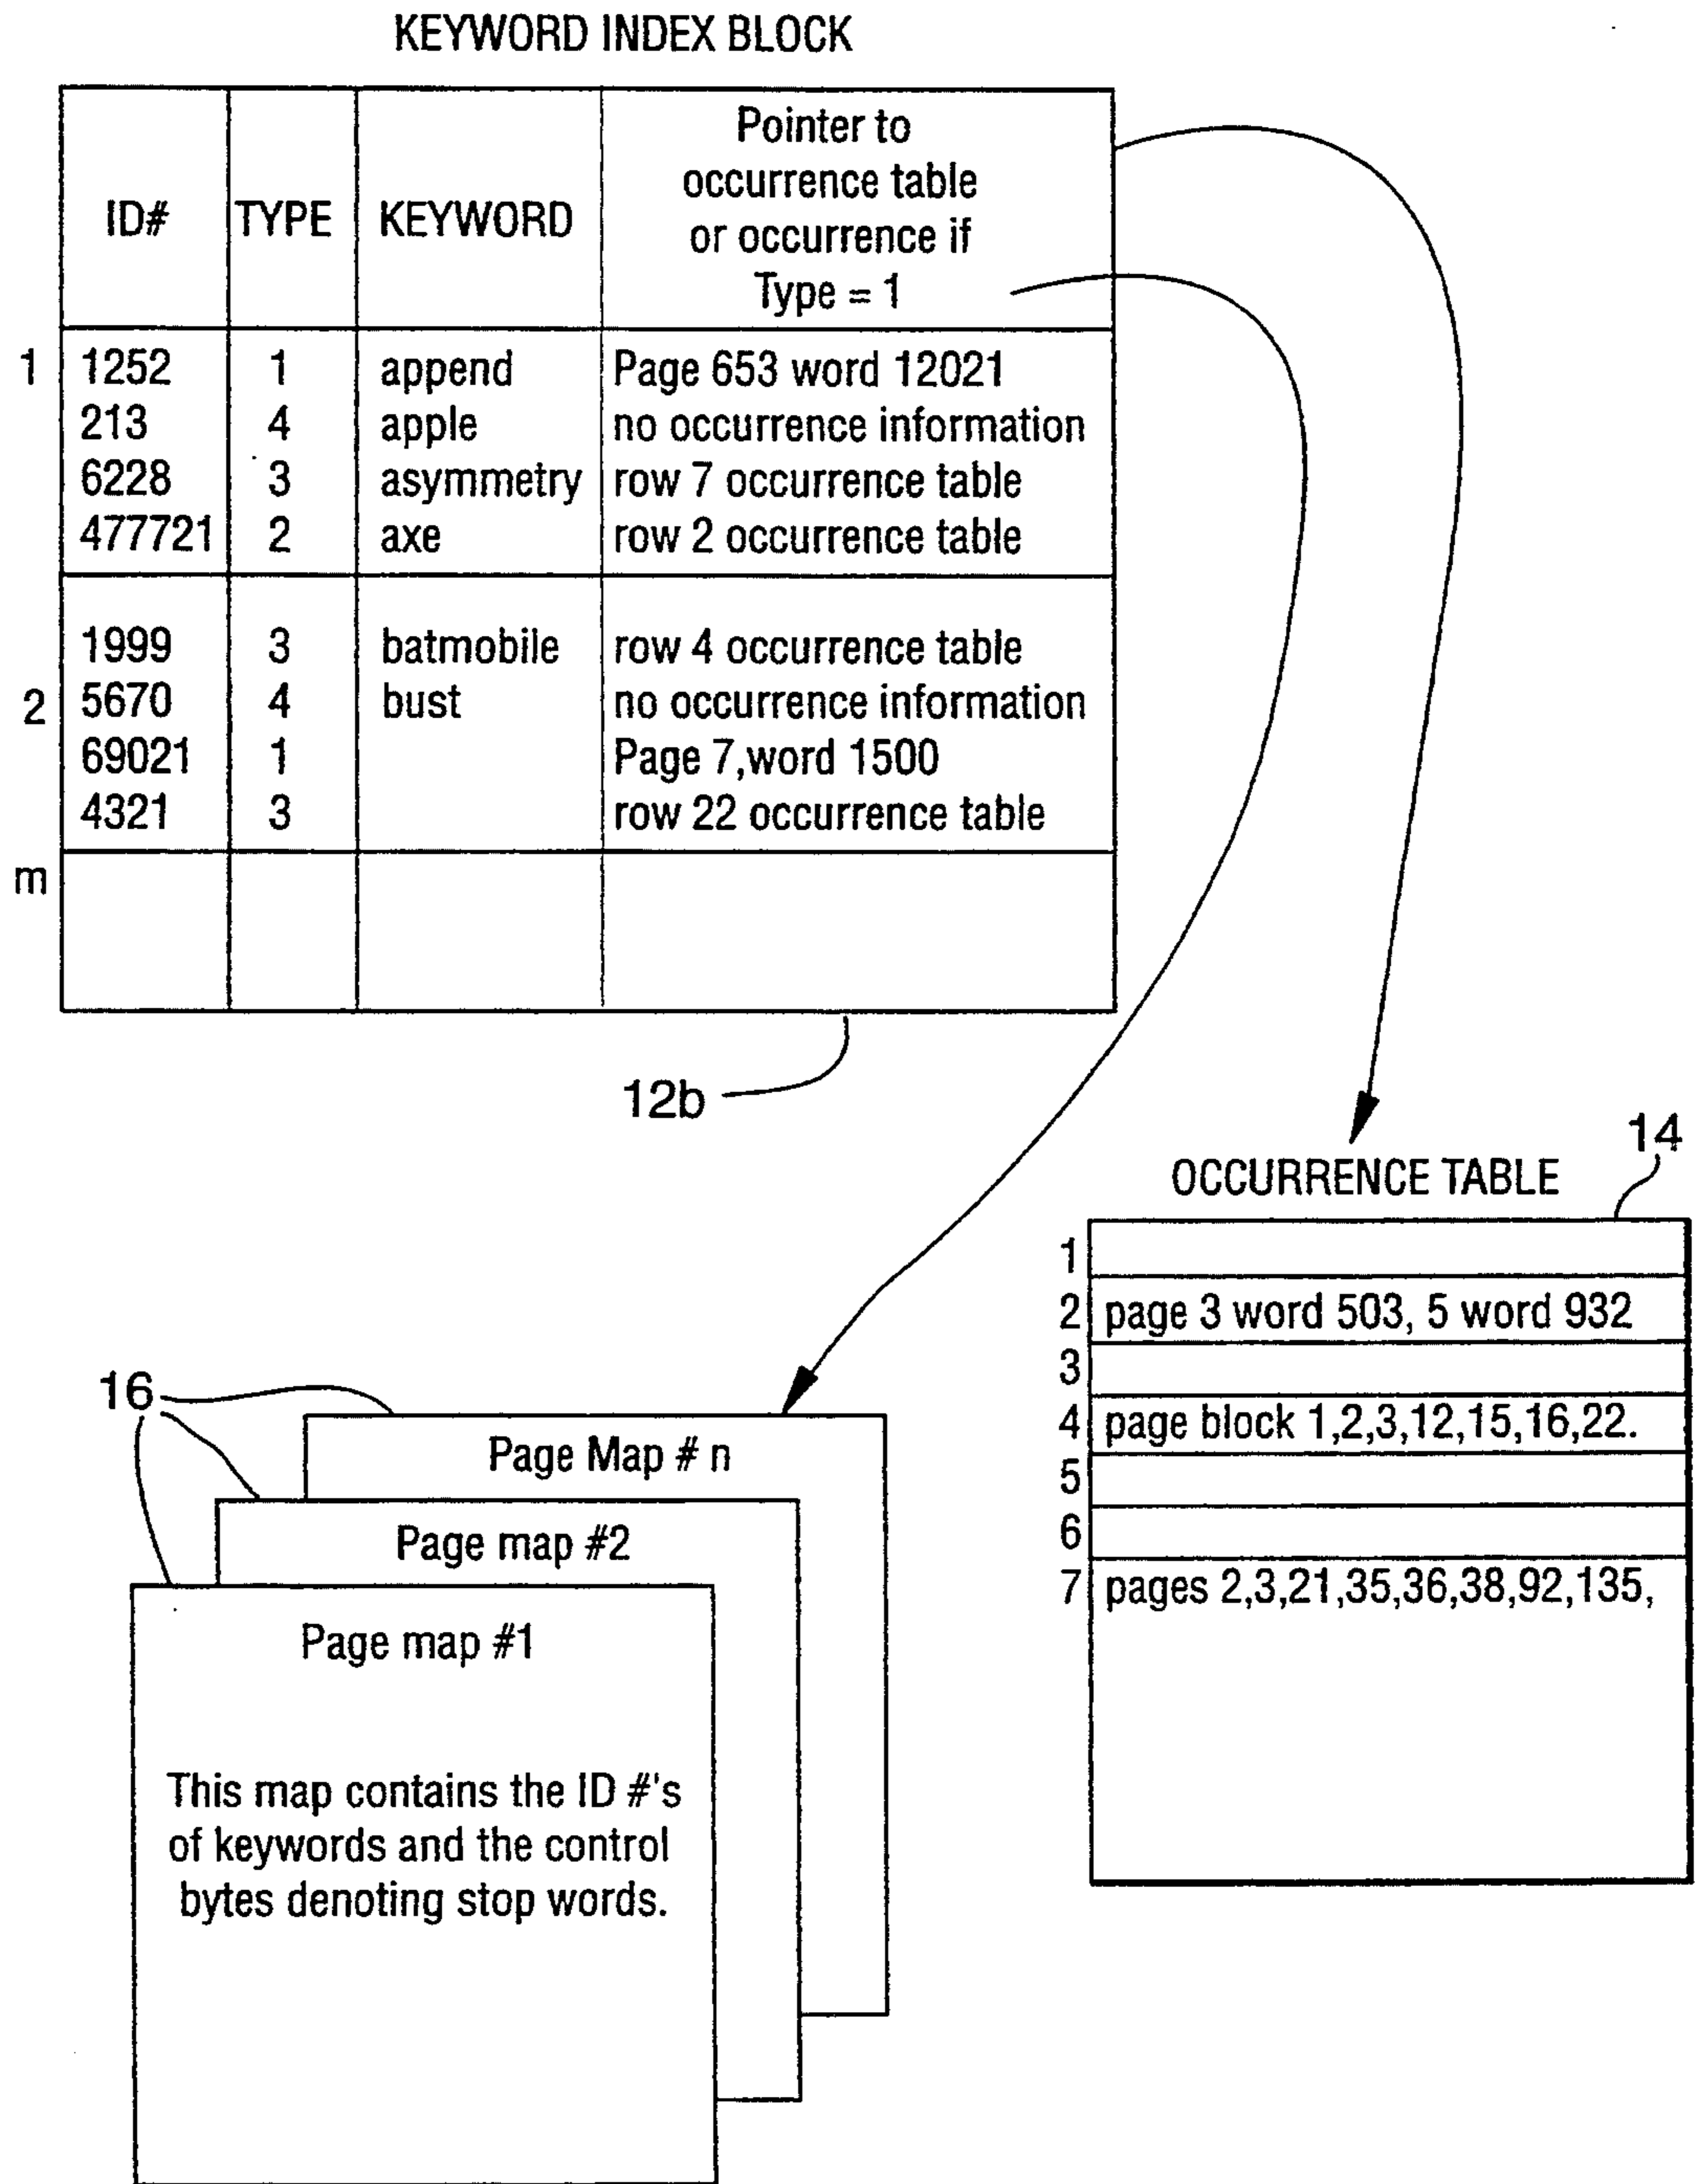 KEYWORD INDEX BLOCK
ID# TYPE KEYWORD Pointer to
occurrence table
or occurrence if
Type = 1
1 1252 1 append Page 653 word 12021
213 4 apple no occurrence information
6228 3 asymmetry row 7 occurrence table
477721 2 axe row 2 occurrence table
1999 3 batmobile row 4 occurrence table
2 5670 4 bust no occurrence information
69021 1 Page 7,word 1500
4321 3 row 22 occurrence table
m
12b
14
OCCURRENCE TABLE
1
2 page 3 word 503, 5 word 932
3
4 page block 1,2,3,12,15,16,22.
5
6
7 pages 2,3,21,35,36,38,92,135,
16
Page Map # n
Page map #2
Page map #1
This map contains the ID #'s
of keywords and the control
bytes denoting stop words.